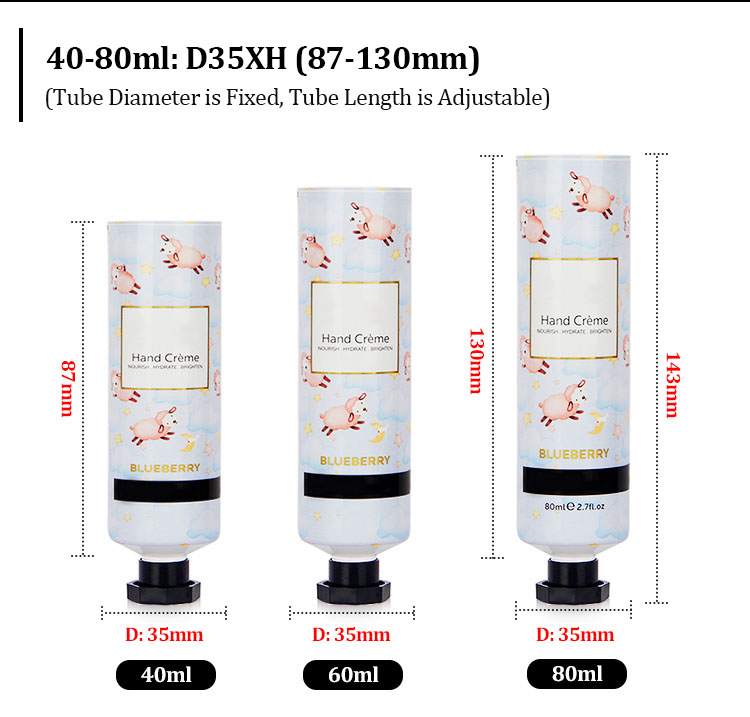 40-80ml: D35XH (87-130mm)
(Tube Diameter is Fixed, Tube Length is Adjustable)
87mm
Hand Crème
NOURISH . HYDRATE . BRIGHTEN
BLUEBERRY
Hand Crème
NOURISH . HYDRATE . BRIGHTEN
BLUEBERRY
130mm
Hand Crème
NOURISH . HYDRATE . BRIGHTEN
BLUEBERRY
80ml℮2.7fl.oz
143mm
D: 35mm
D: 35mm
D: 35mm
40ml
60ml
80ml